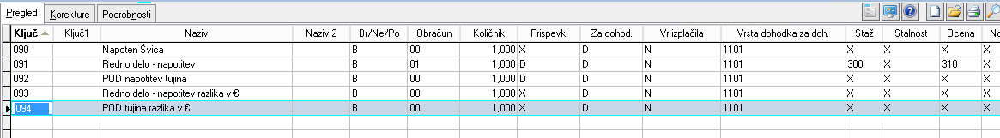 Pregled Korekture Podrobnosti
Ključ Ključ1 Naziv Naziv 2 Br/Ne/Po Obračun Količnik Prispevki Za dohod. Vr.izplačila Vrsta dohodka za doh. Staž Stalnost Ocena No
090 Napoten Švica B 00 1,000 X D N 1101 X X X X
091 Redno delo - napotitev B 01 1,000 D D N 1101 300 X 310 X
092 POD napotitev tujina B 00 1,000 D D N 1101 X X X X
093 Redno delo - napotitev razlika v € B 00 1,000 X D N 1101 X X X X
094 POD tujina razlika v € B 00 1,000 X D N 1101 X X X X